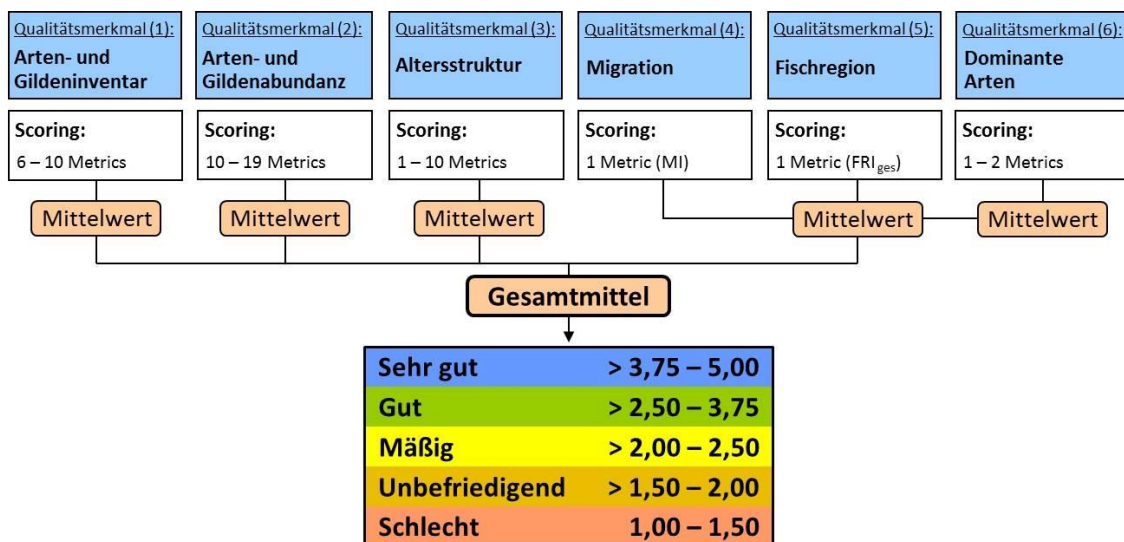 Qualitätsmerkmal (1):
Arten- und
Gildeninventar
Qualitätsmerkmal (2):
Arten- und
Gildenabundanz
Qualitätsmerkmal (3):
Altersstruktur
Qualitätsmerkmal (4):
Migration
Qualitätsmerkmal (5):
Fischregion
Qualitätsmerkmal (6):
Dominante
Arten
Scoring:
6 – 10 Metrics
Scoring:
10 – 19 Metrics
Scoring:
1 – 10 Metrics
Scoring:
1 Metric (MI)
Scoring:
1 Metric (FRIges)
Scoring:
1 – 2 Metrics
Mittelwert
Mittelwert
Mittelwert
Mittelwert
Mittelwert
Gesamtmittel
Sehr gut > 3,75 – 5,00
Gut > 2,50 – 3,75
Mäßig > 2,00 – 2,50
Unbefriedigend > 1,50 – 2,00
Schlecht 1,00 – 1,50